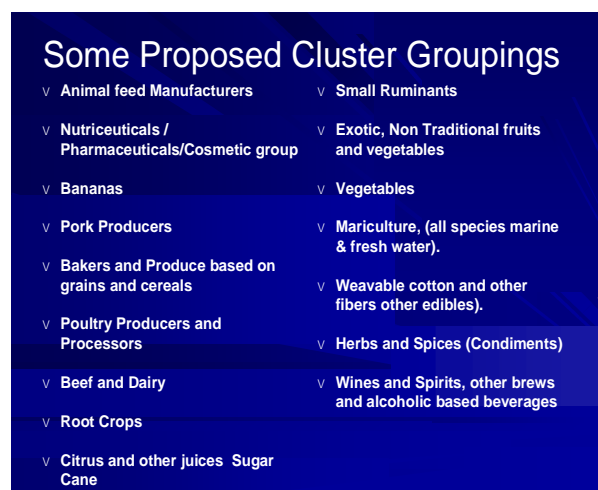 Some Proposed Cluster Groupings
v Animal feed Manufacturers
v Nutriceuticals /
Pharmaceuticals/Cosmetic group
v Bananas
v Pork Producers
v Bakers and Produce based on
grains and cereals
v Poultry Producers and
Processors
v Beef and Dairy
v Root Crops
v Citrus and other juices  Sugar
Cane
v Small Ruminants
v Exotic, Non Traditional fruits
and vegetables
v Vegetables
v Mariculture, (all species marine
& fresh water).
v Weavable cotton and other
fibers other edibles).
v Herbs and Spices (Condiments)
v Wines and Spirits, other brews
and alcoholic based beverages